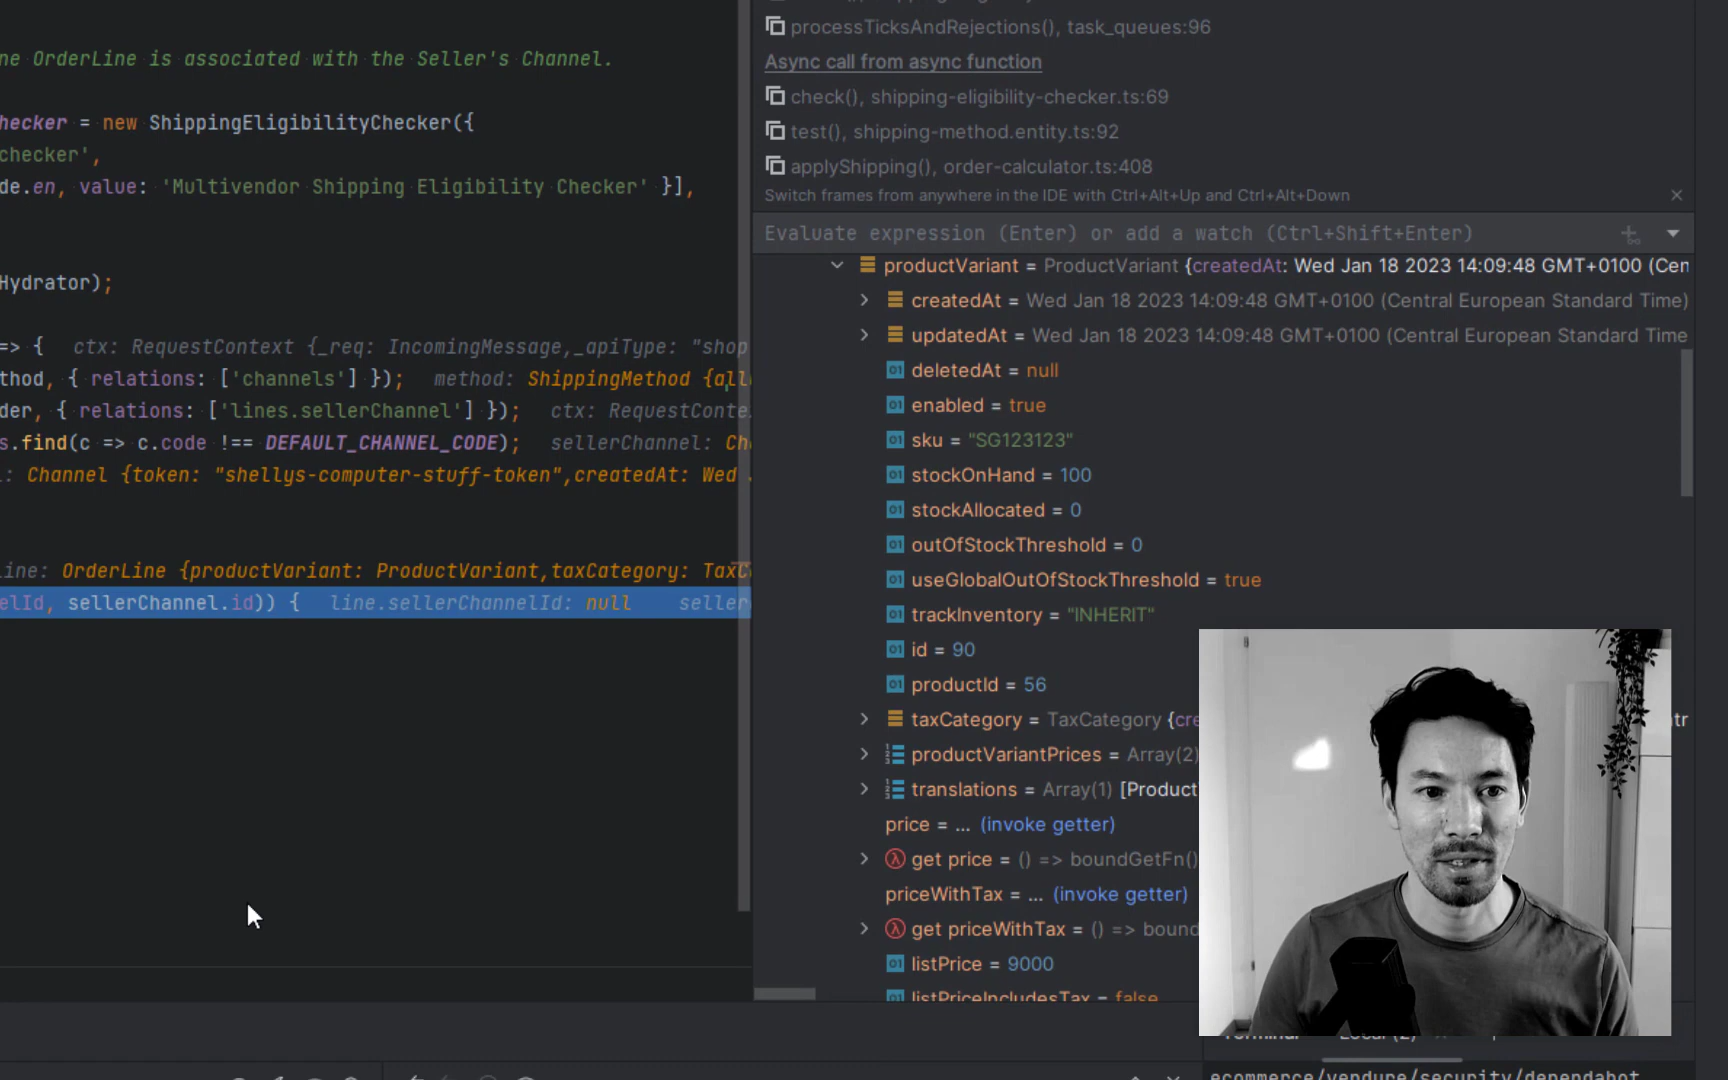 processTicksAndRejections(), task_queues:96
Async call from async function
check(), shipping-eligibility-checker.ts:69
test(), shipping-method.entity.ts:92
applyShipping(), order-calculator.ts:408
Switch frames from anywhere in the IDE with Ctrl+Alt+Up and Ctrl+Alt+Down
Evaluate expression (Enter) or add a watch (Ctrl+Shift+Enter)
ne OrderLine is associated with the Seller's Channel.
hecker = new ShippingEligibilityChecker({
checker',
de.en, value: 'Multivendor Shipping Eligibility Checker' }],
Hydrator);
=> { ctx: RequestContext {_req: IncomingMessage,_apiType: "shop
thod, { relations: ['channels'] }); method: ShippingMethod {all
der, { relations: ['lines.sellerChannel'] }); ctx: RequestConte
s.find(c => c.code !== DEFAULT_CHANNEL_CODE); sellerChannel: Ch
: Channel {token: "shellys-computer-stuff-token",createdAt: Wed
ine: OrderLine {productVariant: ProductVariant,taxCategory: TaxC
elId, sellerChannel.id)) { line.sellerChannelId: null seller
productVariant = ProductVariant {createdAt: Wed Jan 18 2023 14:09:48 GMT+0100 (Cen
createdAt = Wed Jan 18 2023 14:09:48 GMT+0100 (Central European Standard Time)
updatedAt = Wed Jan 18 2023 14:09:48 GMT+0100 (Central European Standard Time
deletedAt = null
enabled = true
sku = "SG123123"
stockOnHand = 100
stockAllocated = 0
outOfStockThreshold = 0
useGlobalOutOfStockThreshold = true
trackInventory = "INHERIT"
id = 90
productId = 56
taxCategory = TaxCategory {cre tr
productVariantPrices = Array(2)
translations = Array(1) [Product
price = ... (invoke getter)
get price = () => boundGetFn()
priceWithTax = ... (invoke getter)
get priceWithTax = () => bound
listPrice = 9000
listPriceIncludesTax = false
ecommerce/vendure/security/dependabot